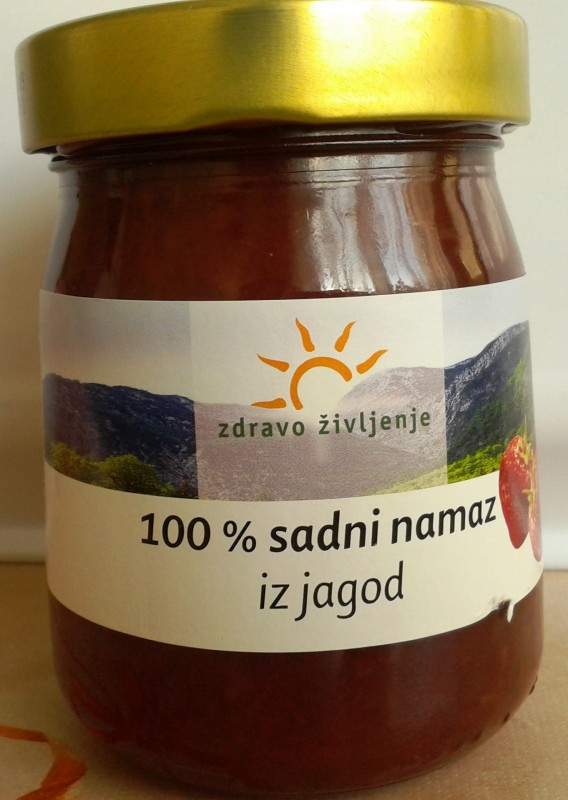 zdravo življenje
100 % sadni namaz
iz jagod